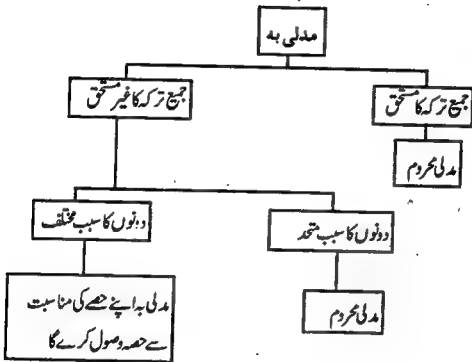 مدلی بہ
جمیع ترکہ کا مستحق
جمیع ترکہ کا غیر مستحق
مدلی محروم
دونوں کا سبب متحد
دونوں کا سبب مختلف
مدلی محروم
مدلی بہ اپنے حصے کی مناسبت
سے حصہ وصول کرے گا